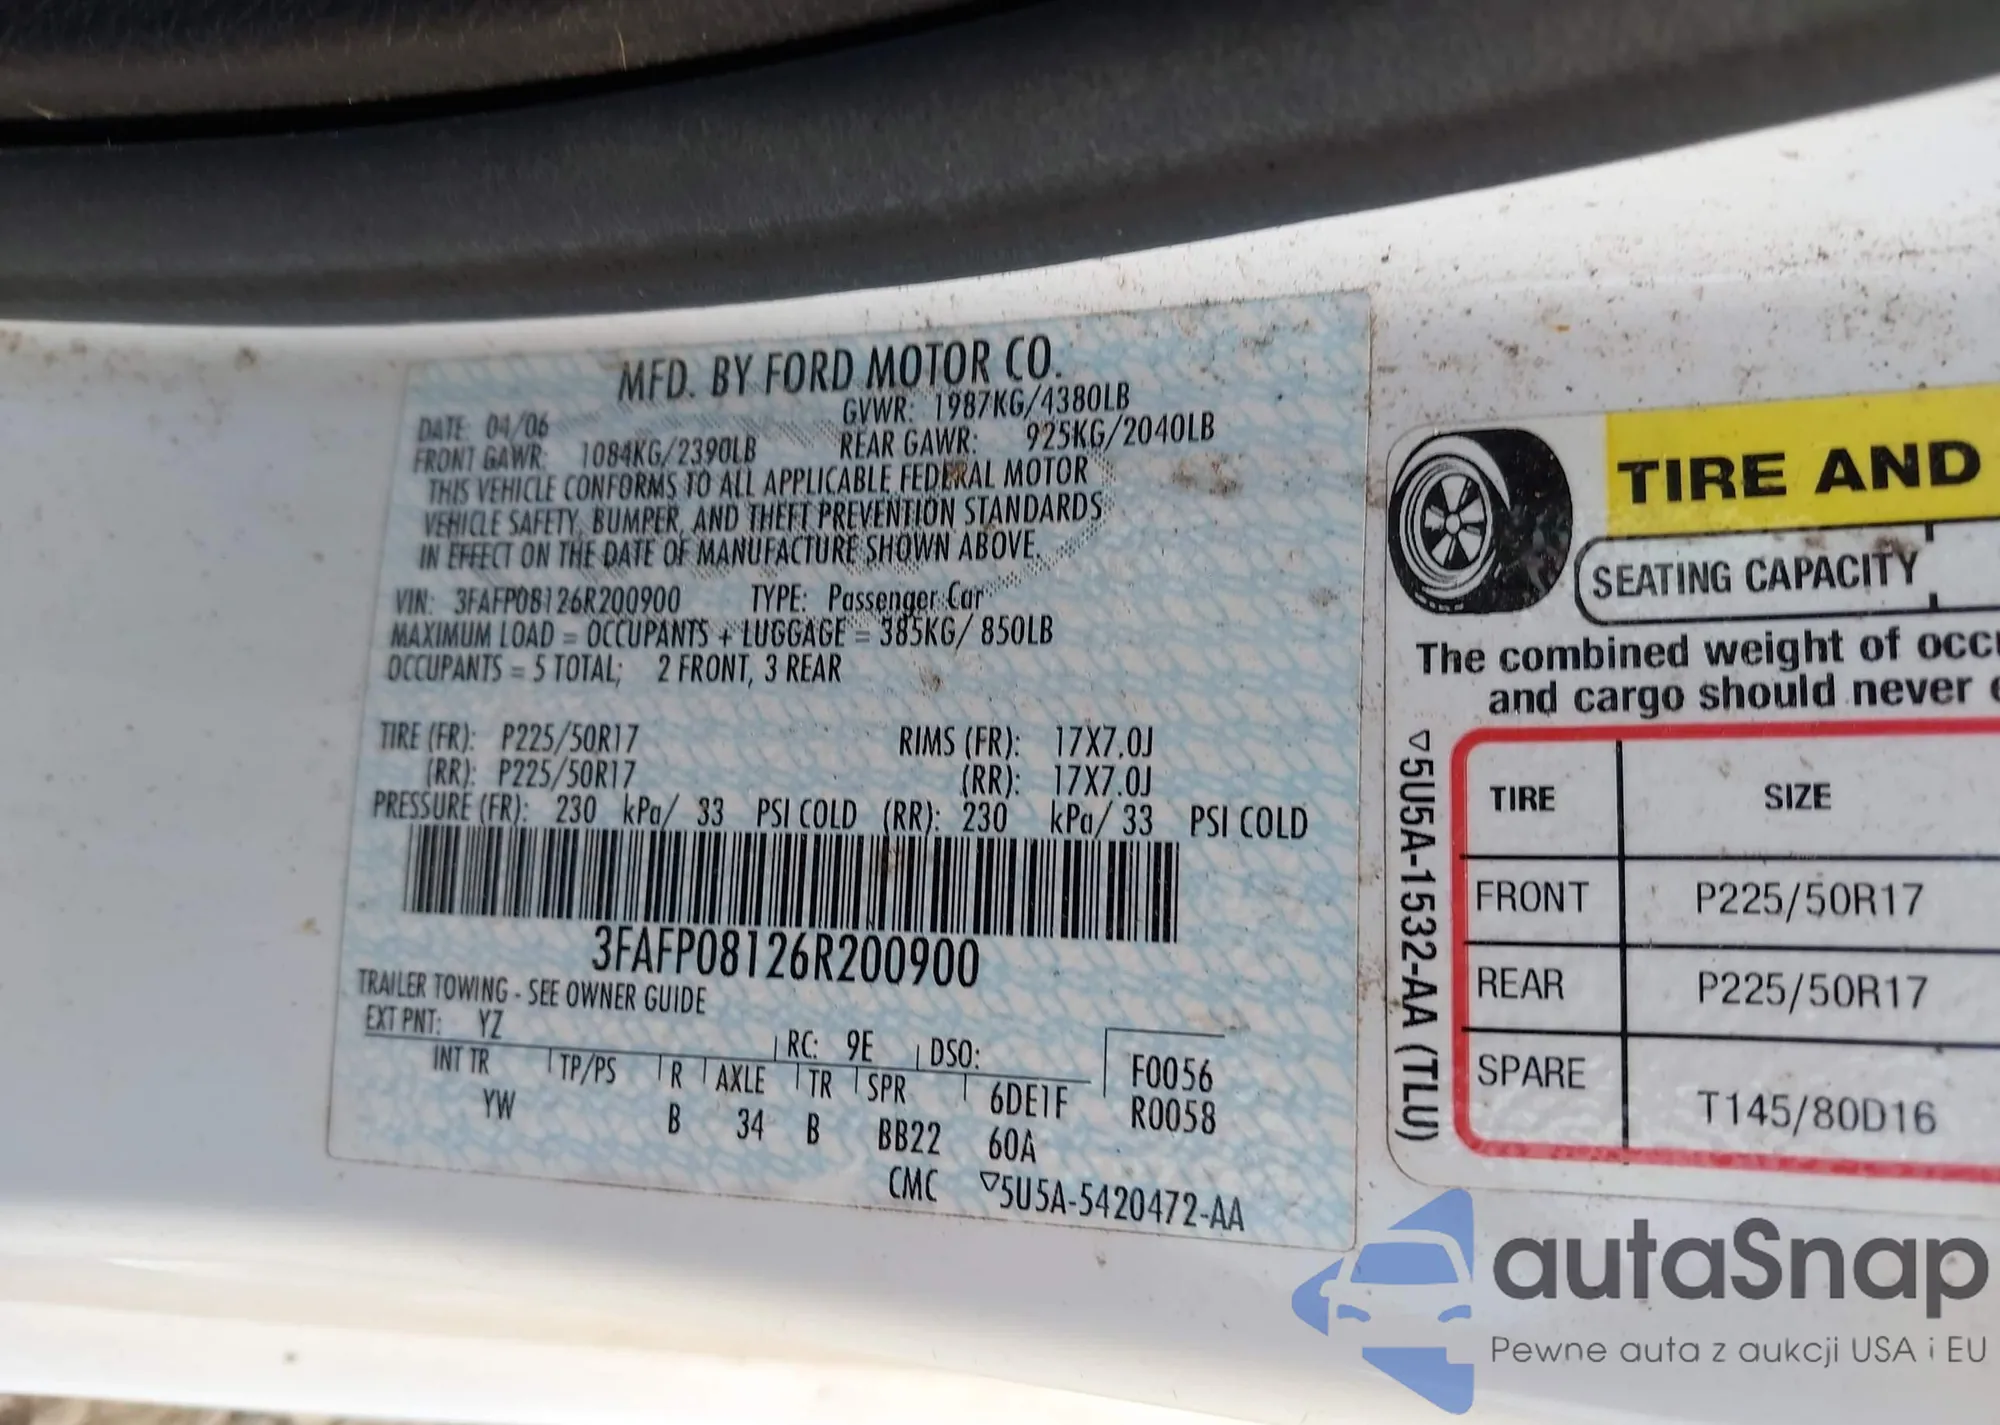 MFD. BY FORD MOTOR CO.
DATE: 04/06 GVWR: 1987KG/4380LB
FRONT GAWR: 1084KG/2390LB REAR GAWR: 925KG/2040LB
THIS VEHICLE CONFORMS TO ALL APPLICABLE FEDERAL MOTOR
VEHICLE SAFETY, BUMPER, AND THEFT PREVENTION STANDARDS
IN EFFECT ON THE DATE OF MANUFACTURE SHOWN ABOVE.
VIN: 3FAFP08126R200900 TYPE: Passenger Car
MAXIMUM LOAD = OCCUPANTS + LUGGAGE = 385KG/ 850LB
OCCUPANTS = 5 TOTAL; 2 FRONT, 3 REAR
TIRE (FR): P225/50R17 RIMS (FR): 17X7.0J
(RR): P225/50R17 (RR): 17X7.0J
PRESSURE (FR): 230 kPa/ 33 PSI COLD (RR): 230 kPa/ 33 PSI COLD
3FAFP08126R200900
TRAILER TOWING - SEE OWNER GUIDE
EXT PNT: YZ RC: 9E DSO: F0056
INT TR TP/PS R AXLE TR SPR 6DE1F R0058
YW B 34 B BB22 60A
CMC ▽5U5A-5420472-AA
TIRE AND
SEATING CAPACITY
The combined weight of occu
and cargo should never
▽5U5A-1532-AA (TLU)
TIRE SIZE
FRONT P225/50R17
REAR P225/50R17
SPARE T145/80D16
autaSnap
Pewne auta z aukcji USA i EU